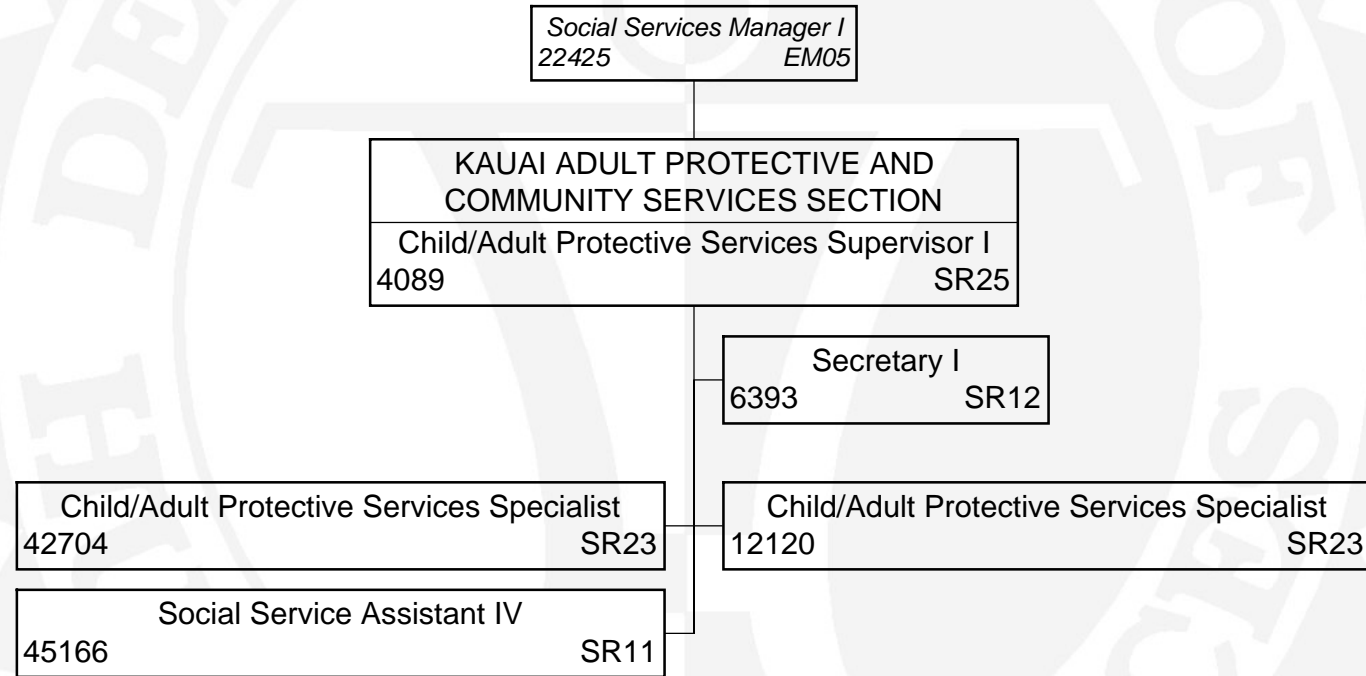 Social Services Manager I
22425 EM05
KAUAI ADULT PROTECTIVE AND
COMMUNITY SERVICES SECTION
Child/Adult Protective Services Supervisor I
4089 SR25
Secretary I
6393 SR12
Child/Adult Protective Services Specialist
42704 SR23
Child/Adult Protective Services Specialist
12120 SR23
Social Service Assistant IV
45166 SR11